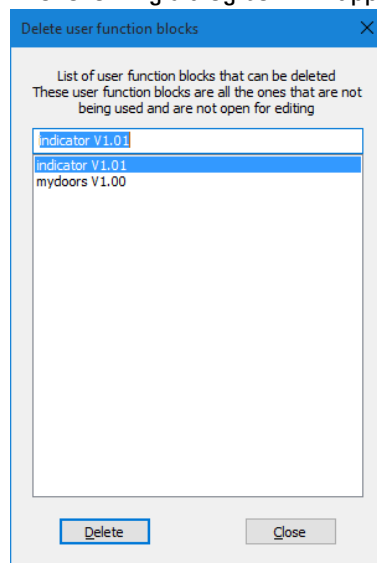 Delete user function blocks
List of user function blocks that can be deleted
These user function blocks are all the ones that are not
being used and are not open for editing
indicator V1.01
indicator V1.01
mydoors V1.00
Delete
Close